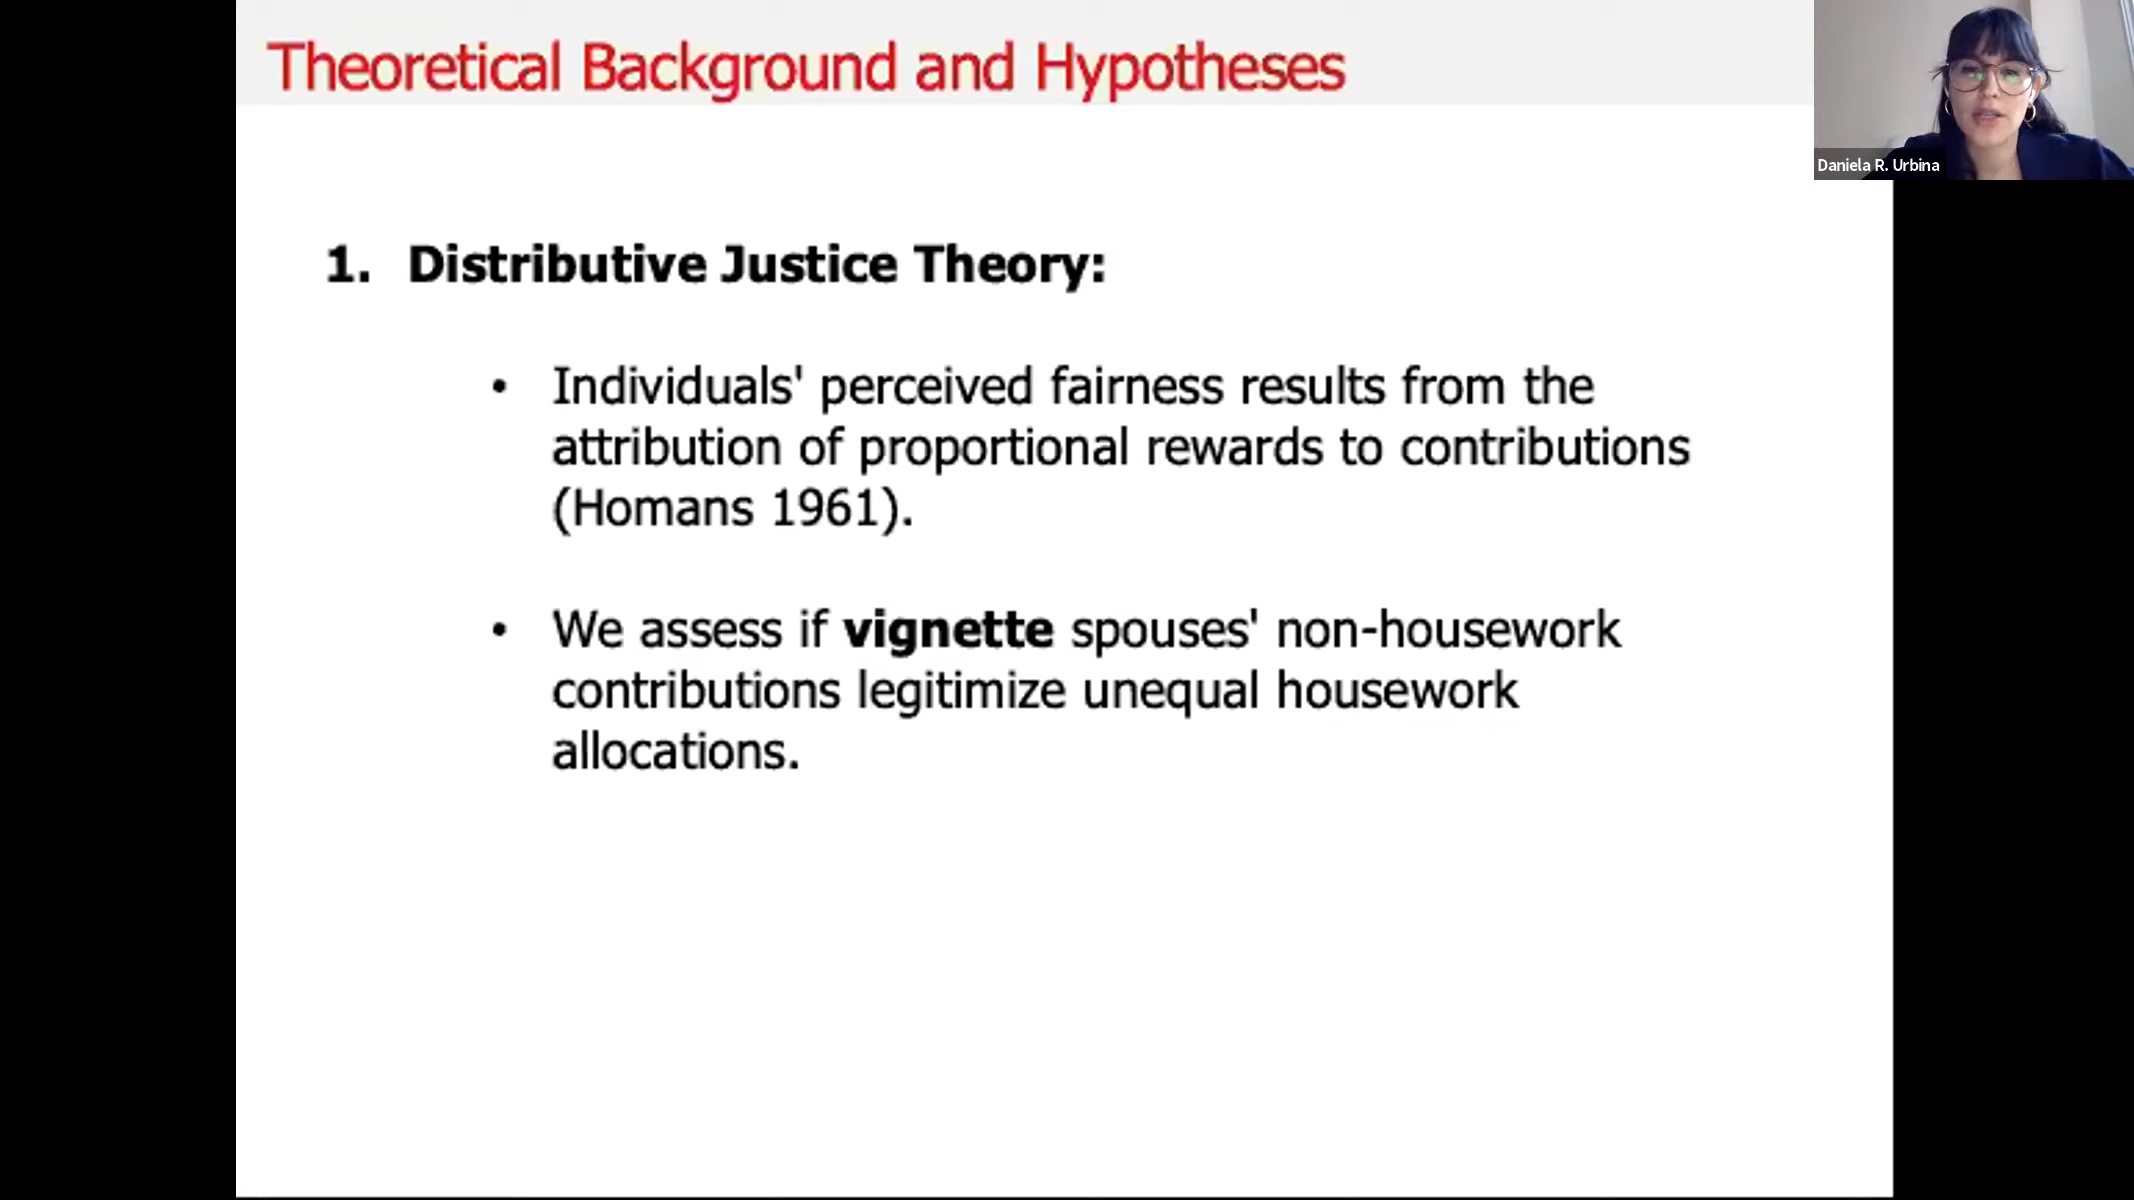 Theoretical Background and Hypotheses
Daniela R. Urbina
1. Distributive Justice Theory:
• Individuals' perceived fairness results from the
attribution of proportional rewards to contributions
(Homans 1961).
• We assess if vignette spouses' non-housework
contributions legitimize unequal housework
allocations.